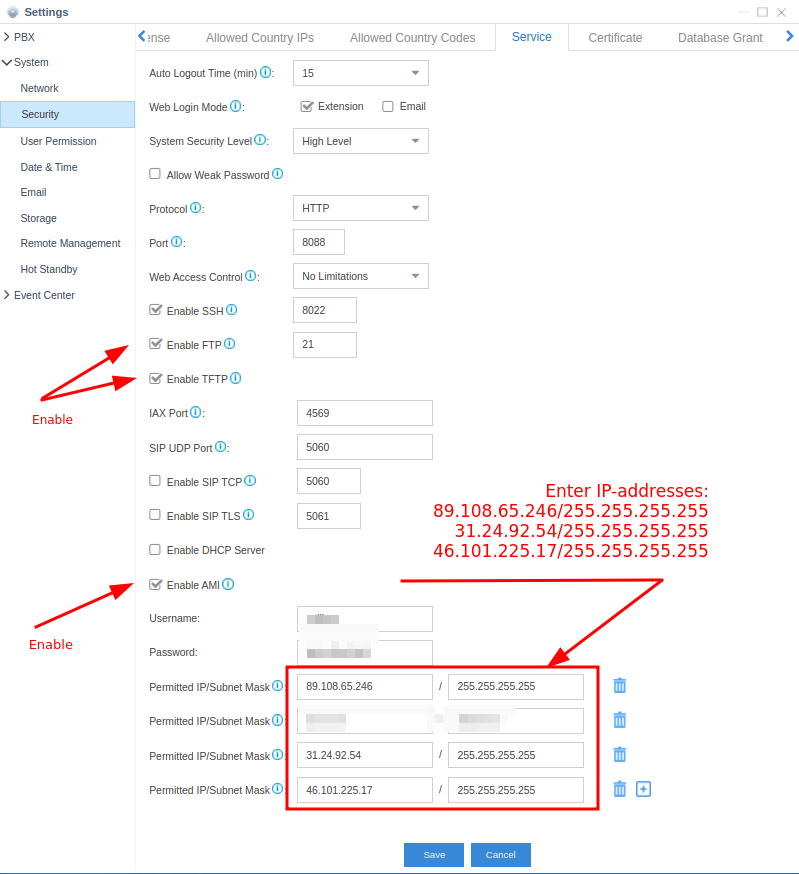 Settings
PBX
System
Network
Security
User Permission
Date & Time
Email
Storage
Remote Management
Hot Standby
Event Center
ense Allowed Country IPs Allowed Country Codes Service Certificate Database Grant
Auto Logout Time (min) : 15
Web Login Mode : Extension Email
System Security Level : High Level
Allow Weak Password
Protocol : HTTP
Port : 8088
Web Access Control : No Limitations
Enable SSH 8022
Enable FTP 21
Enable TFTP
Enable
IAX Port : 4569
SIP UDP Port : 5060
Enable SIP TCP 5060
Enable SIP TLS 5061
Enter IP-addresses:
89.108.65.246/255.255.255.255
31.24.92.54/255.255.255.255
46.101.225.17/255.255.255.255
Enable DHCP Server
Enable AMI
Enable
Username:
Password:
Permitted IP/Subnet Mask : 89.108.65.246 / 255.255.255.255
Permitted IP/Subnet Mask :
Permitted IP/Subnet Mask : 31.24.92.54 / 255.255.255.255
Permitted IP/Subnet Mask : 46.101.225.17 / 255.255.255.255
Save Cancel